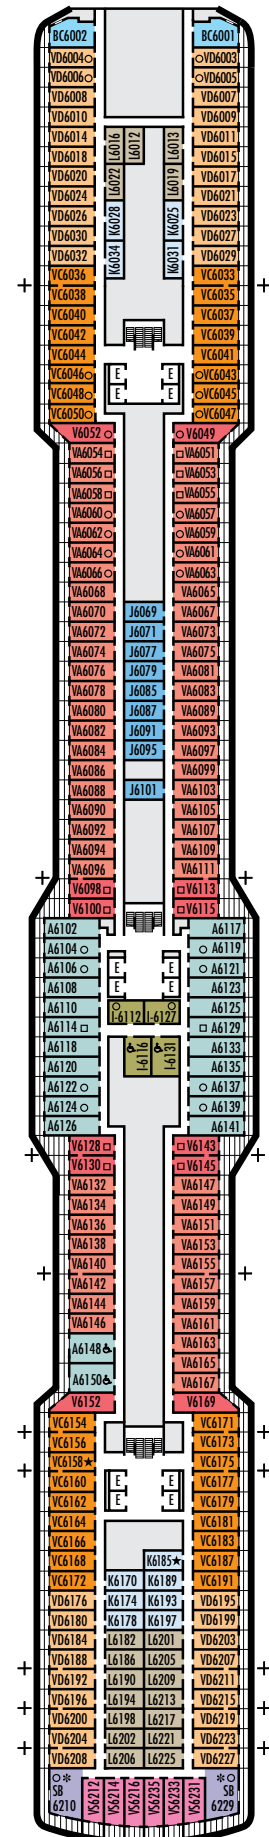 BC6002 BC6001
VD6004 VD6003
VD6006 VD6005
VD6008 VD6007
VD6010 VD6009
VD6014 L6016 L6012 L6013 VD6011
VD6018 VD6015
VD6020 L6022 L6019 VD6017
VD6024 VD6021
VD6026 K6028 K6025 VD6023
VD6030 VD6027
VD6032 K6034 K6031 VD6029
VC6036 VC6033
VC6038 VC6035
VC6040 VC6037
VC6042 VC6039
VC6044 VC6041
VC6046 E E VC6043
VC6048 E E VC6045
VC6050 VC6047
V6052 V6049
VA6054 VA6051
VA6056 VA6053
VA6058 VA6055
VA6060 VA6057
VA6062 VA6059
VA6064 VA6061
VA6066 VA6063
VA6068 VA6065
VA6070 J6069 VA6067
VA6072 J6071 VA6073
VA6074 J6077 VA6075
VA6076 J6079 VA6081
VA6078 J6085 VA6083
VA6080 J6087 VA6089
VA6082 J6091 VA6093
VA6084 J6095 VA6097
VA6086 VA6099
VA6088 J6101 VA6103
VA6090 VA6105
VA6092 VA6107
VA6094 VA6109
VA6096 VA6111
V6098 V6113
V6100 V6115
A6102 A6117
A6104 A6119
A6106 E E A6121
A6108 E E A6123
A6110 I-6112 I-6127 A6125
A6114 A6129
A6118 I-6116 I-6131 A6133
A6120 A6135
A6122 A6137
A6124 A6139
A6126 A6141
V6128 V6143
V6130 V6145
VA6132 VA6147
VA6134 VA6149
VA6136 VA6151
VA6138 VA6153
VA6140 VA6155
VA6142 VA6157
VA6144 VA6159
VA6146 VA6161
A6148 VA6163
VA6165
A6150 VA6167
V6152 V6169
VC6154 VC6171
VC6156 VC6173
VC6158★ VC6175
VC6160 E E VC6177
VC6162 E E VC6179
VC6164 VC6181
VC6166 VC6183
VC6168 K6185★ VC6187
VC6172 K6170 K6189 VC6191
VD6176 K6174 K6193 VD6195
VD6180 K6178 K6197 VD6199
VD6184 L6182 L6201 VD6203
VD6188 L6186 L6205 VD6207
VD6192 L6190 L6209 VD6211
VD6196 L6194 L6213 VD6215
VD6200 L6198 L6217 VD6219
VD6204 L6202 L6221 VD6223
VD6208 L6206 L6225 VD6227
SB 6210 VS6212 VS6214 VS6216 VS6235 VS6233 VS6231 SB 6229